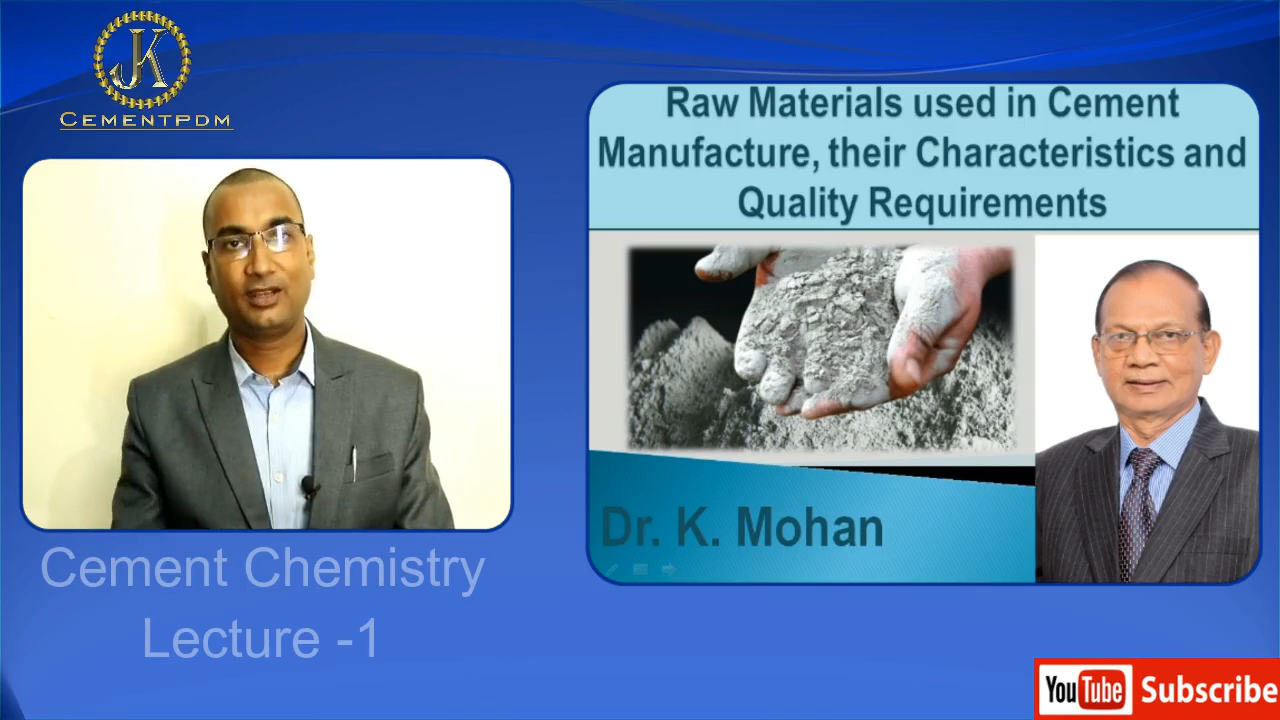 JK
CEMENTPDM
Raw Materials used in Cement
Manufacture, their Characteristics and
Quality Requirements
Dr. K. Mohan
Cement Chemistry
Lecture -1
YouTube Subscribe